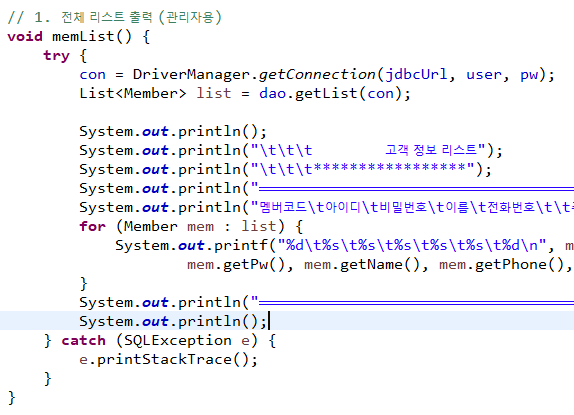 // 1. 전체 리스트 출력 (관리자용)
void memList() {
    try {
        con = DriverManager.getConnection(jdbcUrl, user, pw);
        List<Member> list = dao.getList(con);

        System.out.println();
        System.out.println("\t\t\t        고객 정보 리스트");
        System.out.println("\t\t\t*****************");
        System.out.println("══════════════════════════════════
        System.out.println("멤버코드\t아이디\t비밀번호\t이름\t전화번호\t\t
        for (Member mem : list) {
            System.out.printf("%d\t%s\t%s\t%s\t%s\t%s\t%d\n", m
                    mem.getPw(), mem.getName(), mem.getPhone(),
        }
        System.out.println("══════════════════════════════════
        System.out.println();
    } catch (SQLException e) {
        e.printStackTrace();
    }
}